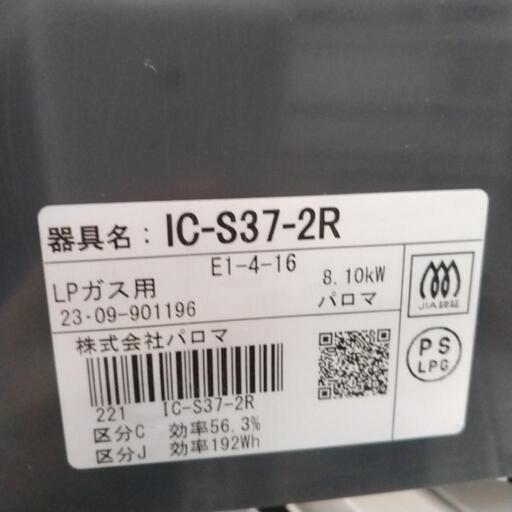 器具名：IC-S37-2R
E1-4-16
LPガス用
8.10kW
パロマ
23·09-901196
JIA認証
株式会社パロマ
PS
LPG
221 IC-S37-2R
区分C 効率56.3%
区分J 効率192Wh